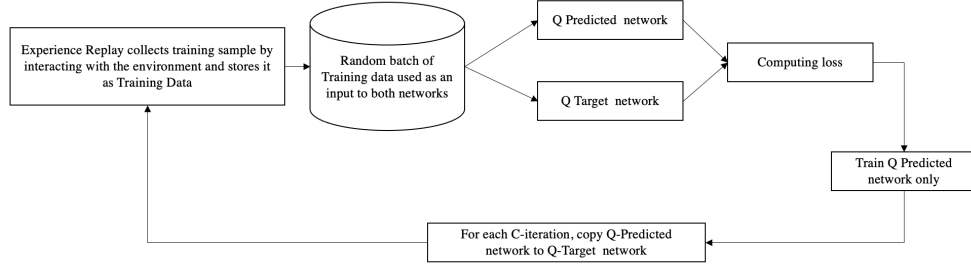 Experience Replay collects training sample by
interacting with the environment and stores it
as Training Data
Random batch of
Training data used as an
input to both networks
Q Predicted network
Q Target network
Computing loss
Train Q Predicted
network only
For each C-iteration, copy Q-Predicted
network to Q-Target network